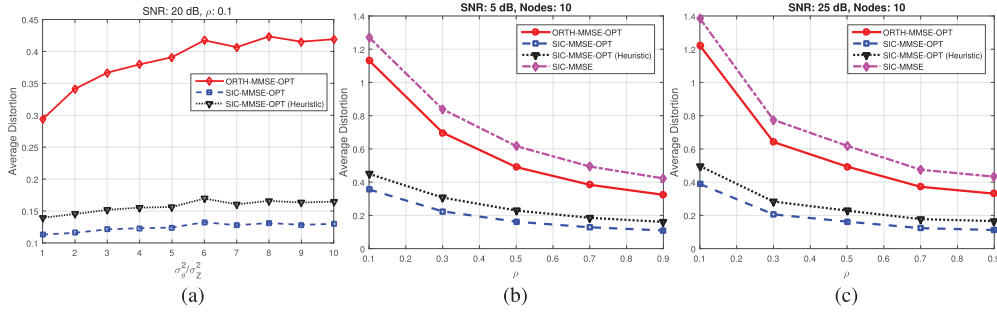 SNR: 20 dB, ρ: 0.1
0.45
0.4
0.35
0.3
0.25
0.2
0.15
0.1
Average Distortion
ORTH-MMSE-OPT
SIC-MMSE-OPT
SIC-MMSE-OPT (Heuristic)
1 2 3 4 5 6 7 8 9 10
σ²_θ/σ²_Z
(a)
SNR: 5 dB, Nodes: 10
1.4
1.2
1
0.8
0.6
0.4
0.2
0
Average Distortion
ORTH-MMSE-OPT
SIC-MMSE-OPT
SIC-MMSE-OPT (Heuristic)
SIC-MMSE
0.1 0.2 0.3 0.4 0.5 0.6 0.7 0.8 0.9
ρ
(b)
SNR: 25 dB, Nodes: 10
1.4
1.2
1
0.8
0.6
0.4
0.2
0
Average Distortion
ORTH-MMSE-OPT
SIC-MMSE-OPT
SIC-MMSE-OPT (Heuristic)
SIC-MMSE
0.1 0.2 0.3 0.4 0.5 0.6 0.7 0.8 0.9
ρ
(c)